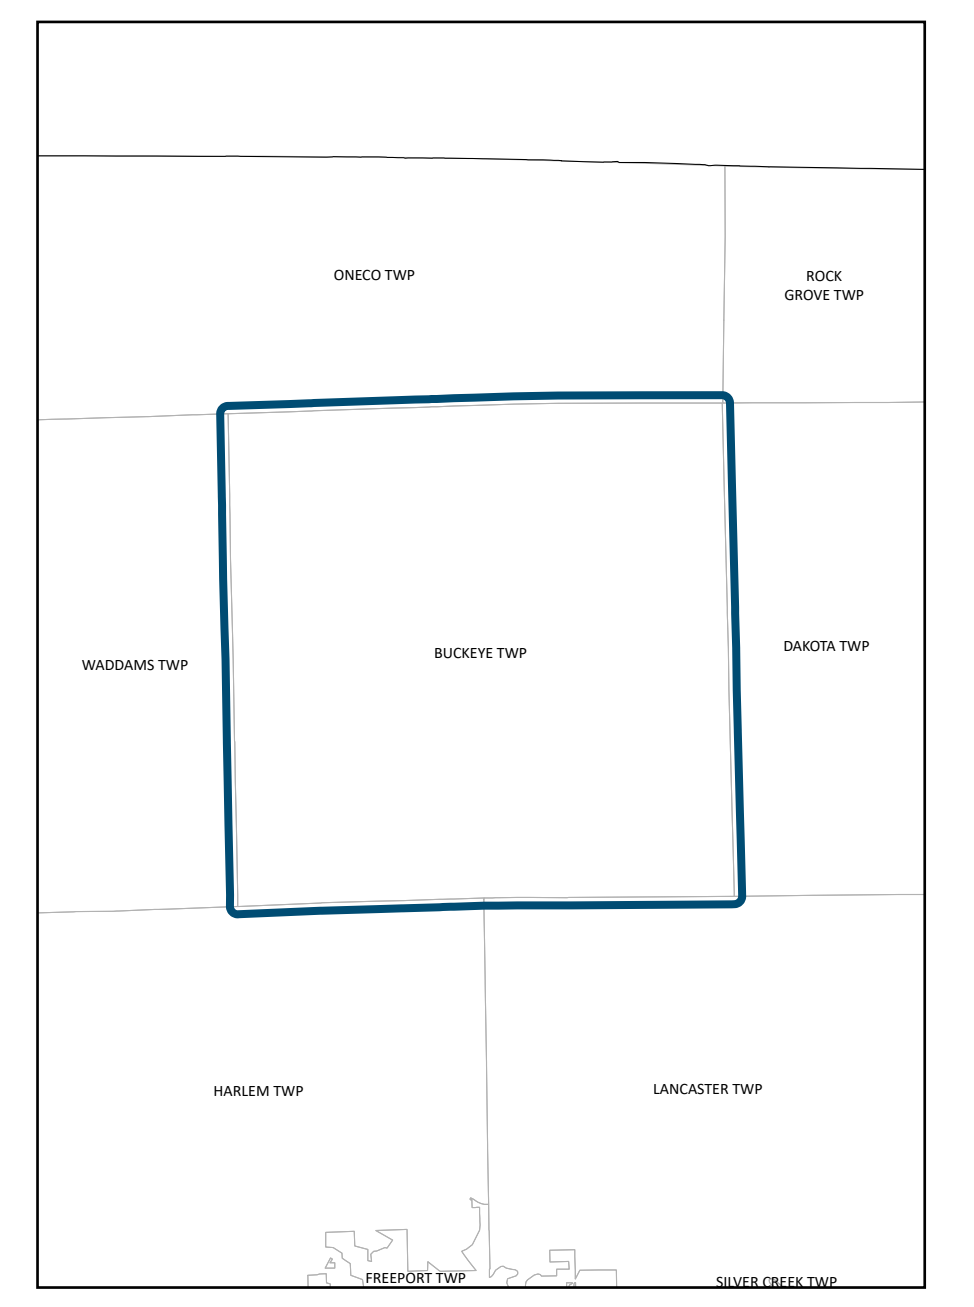 ONECO TWP
ROCK
GROVE TWP
BUCKEYE TWP
DAKOTA TWP
WADDAMS TWP
HARLEM TWP
LANCASTER TWP
FREEPORT TWP
SILVER CREEK TWP